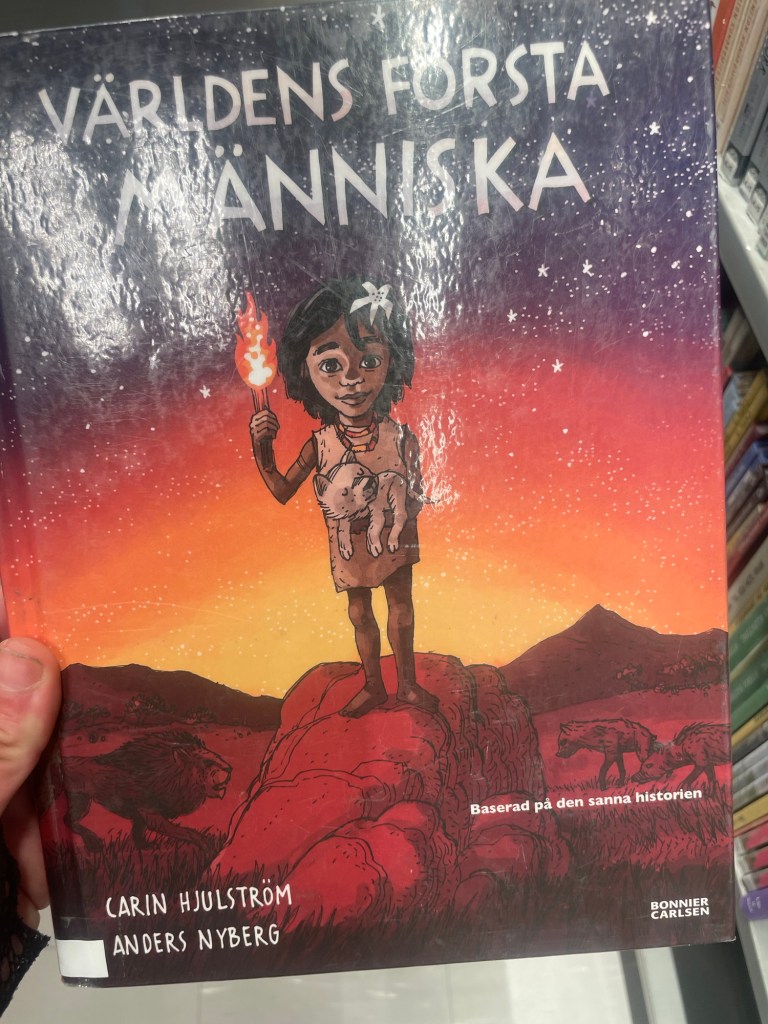 VÄRLDENS FÖRSTA
MÄNNISKA
Baserad på den sanna historien
CARIN HJULSTRÖM
ANDERS NYBERG
BONNIER
CARLSEN